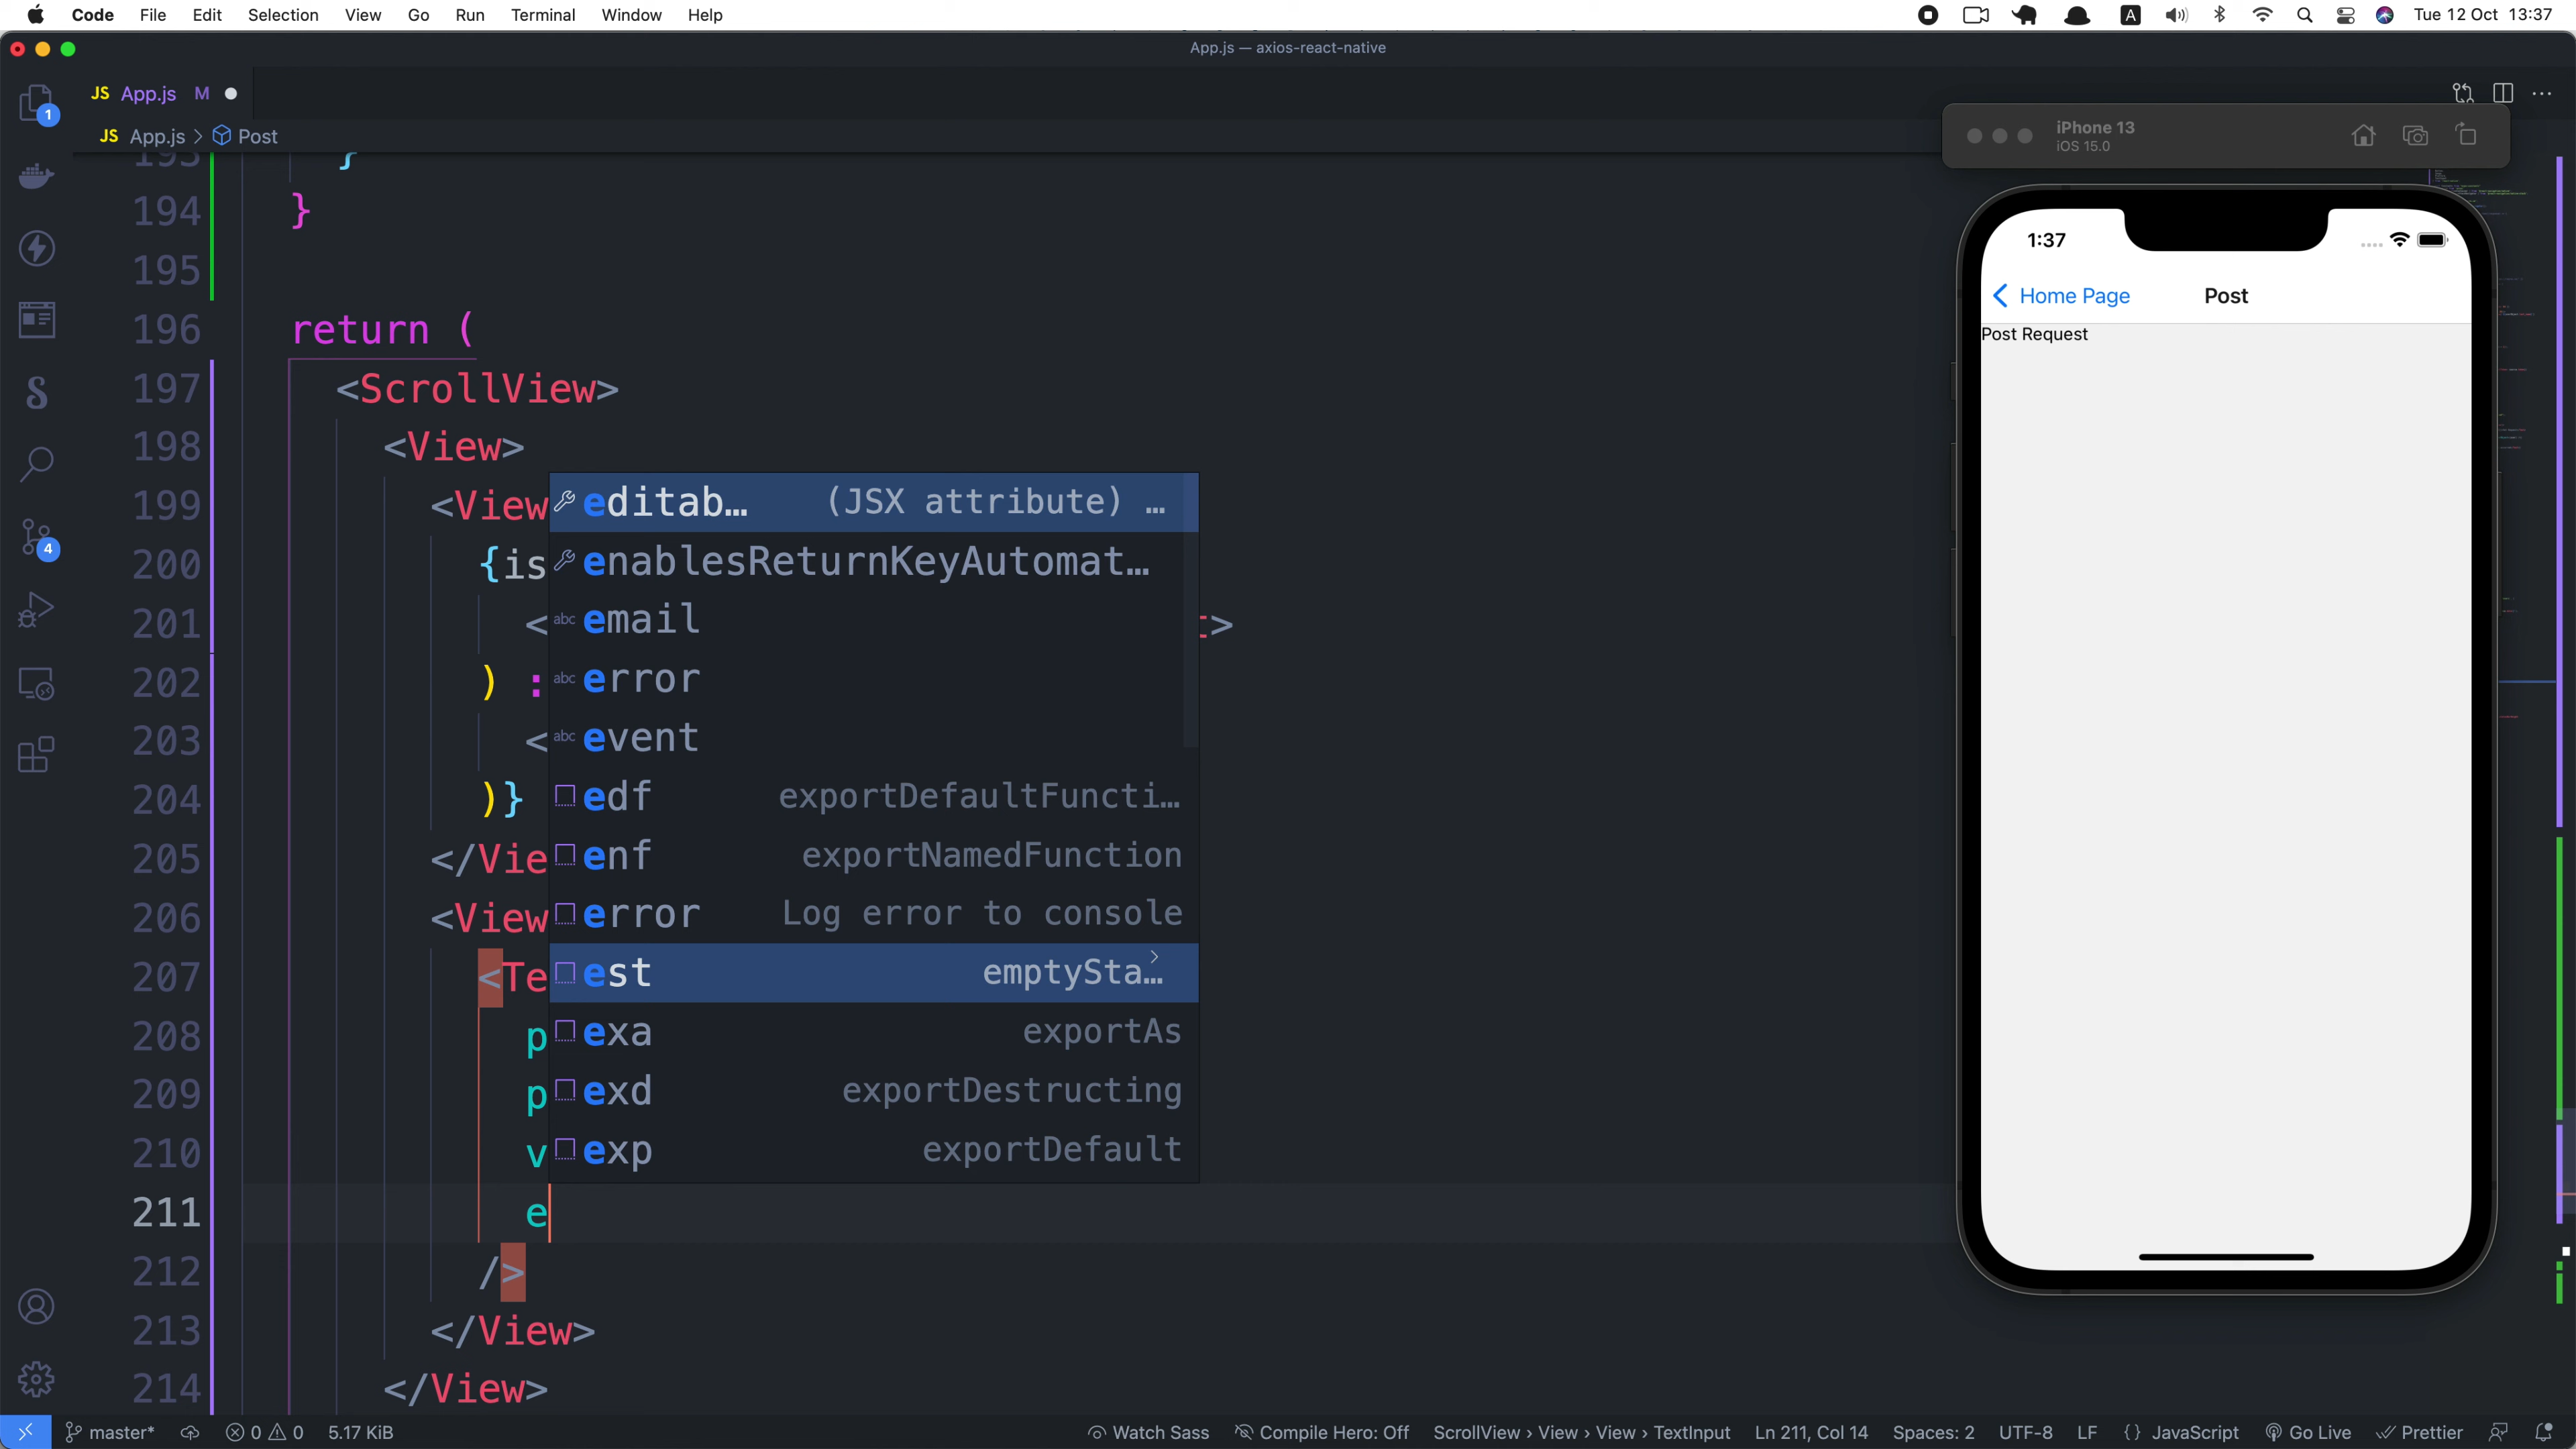 Code File Edit Selection View Go Run Terminal Window Help
A Tue 12 Oct 13:37
App.js — axios-react-native
JS App.js M
JS App.js > Post
1
4
193 }
194 }
195
196 return (
197 <ScrollView>
198 <View>
199 <View
200 {is
201 < >
202 ) :
203 <
204 )}
205 </Vie
206 <View
207 <Te
208 p
209 p
210 v
211 e
212 />
213 </View>
214 </View>
editab… (JSX attribute) …
enablesReturnKeyAutomat…
abc email
abc error
abc event
edf exportDefaultFuncti…
enf exportNamedFunction
error Log error to console
est emptySta…
exa exportAs
exd exportDestructing
exp exportDefault
iPhone 13
iOS 15.0
1:37
Home Page Post
Post Request
master* 0 0 5.17 KiB Watch Sass Compile Hero: Off ScrollView › View › View › TextInput Ln 211, Col 14 Spaces: 2 UTF-8 LF {} JavaScript Go Live Prettier